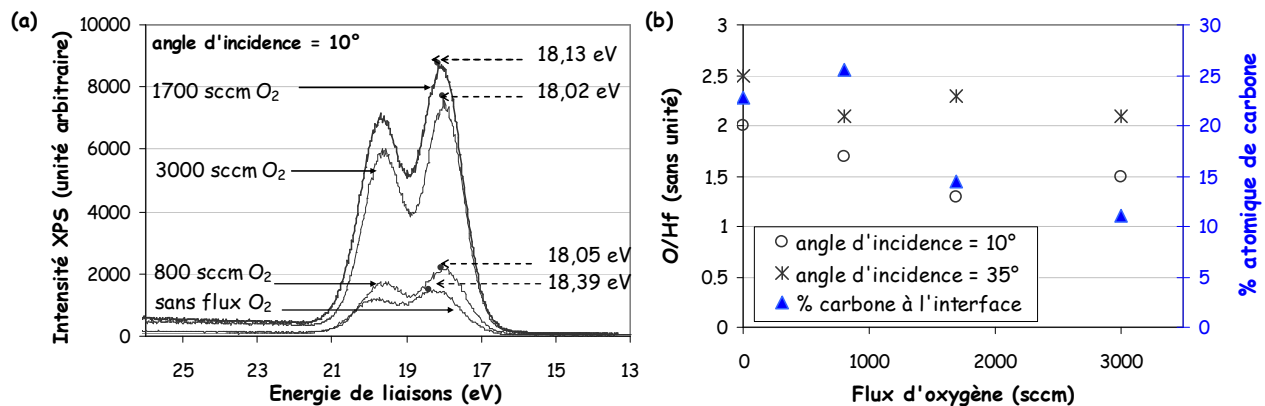 (a)
10000
8000
6000
4000
2000
0
Intensité XPS (unité arbitraire)
angle d'incidence = 10°
1700 sccm O₂
3000 sccm O₂
800 sccm O₂
sans flux O₂
18,13 eV
18,02 eV
18,05 eV
18,39 eV
25 23 21 19 17 15 13
Energie de liaisons (eV)
(b)
3
2.5
2
1.5
1
0.5
0
O/Hf (sans unité)
angle d'incidence = 10°
angle d'incidence = 35°
% carbone à l'interface
30
25
20
15
10
5
0
% atomique de carbone
0 1000 2000 3000
Flux d'oxygène (sccm)